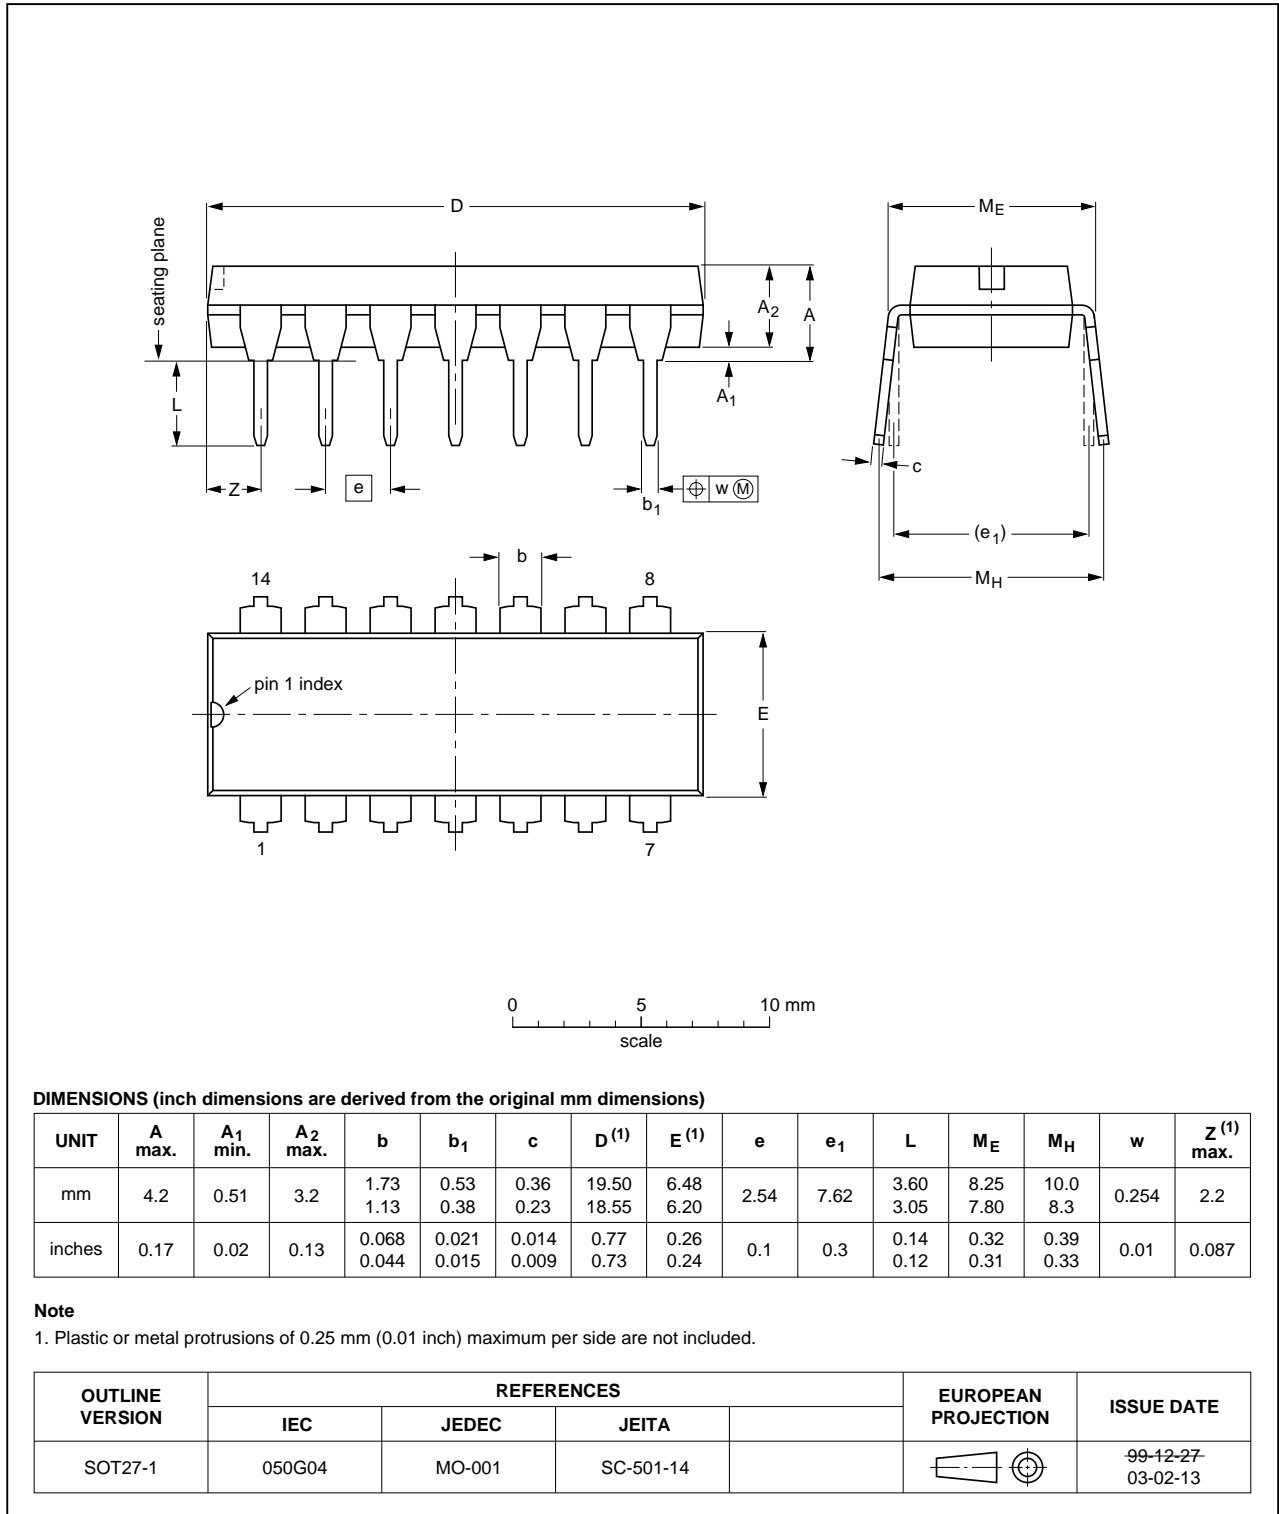 D
M_E
seating plane
A_2
A
L
A_1
Z
e
b_1
w (M)
c
(e_1)
M_H
b
14
8
pin 1 index
E
1
7
0 5 10 mm
scale
DIMENSIONS (inch dimensions are derived from the original mm dimensions)
UNIT A max. A1 min. A2 max. b b1 c D(1) E(1) e e1 L ME MH w Z(1) max.
mm 4.2 0.51 3.2 1.73 1.13 0.53 0.38 0.36 0.23 19.50 18.55 6.48 6.20 2.54 7.62 3.60 3.05 8.25 7.80 10.0 8.3 0.254 2.2
inches 0.17 0.02 0.13 0.068 0.044 0.021 0.015 0.014 0.009 0.77 0.73 0.26 0.24 0.1 0.3 0.14 0.12 0.32 0.31 0.39 0.33 0.01 0.087
Note
1. Plastic or metal protrusions of 0.25 mm (0.01 inch) maximum per side are not included.
OUTLINE VERSION REFERENCES EUROPEAN PROJECTION ISSUE DATE
IEC JEDEC JEITA
SOT27-1 050G04 MO-001 SC-501-14 99-12-27
03-02-13